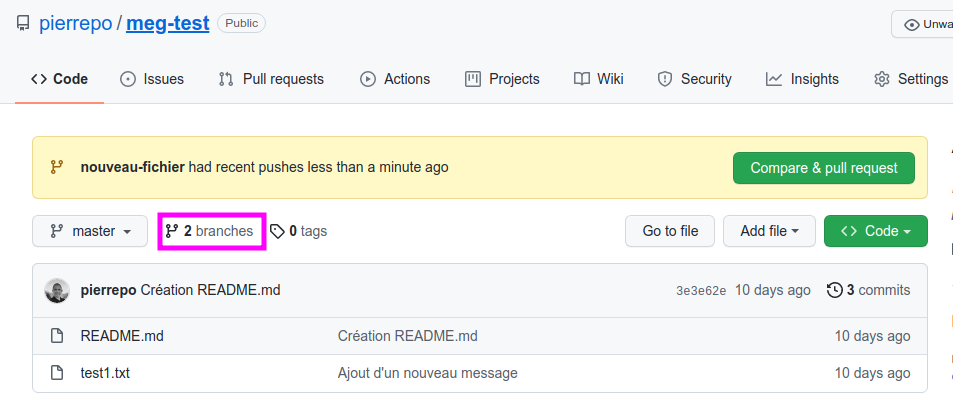 pierrepo / meg-test Public Unwa
Code Issues Pull requests Actions Projects Wiki Security Insights Settings
nouveau-fichier had recent pushes less than a minute ago Compare & pull request
master 2 branches 0 tags Go to file Add file Code
pierrepo Création README.md 3e3e62e 10 days ago 3 commits
README.md Création README.md 10 days ago
test1.txt Ajout d'un nouveau message 10 days ago